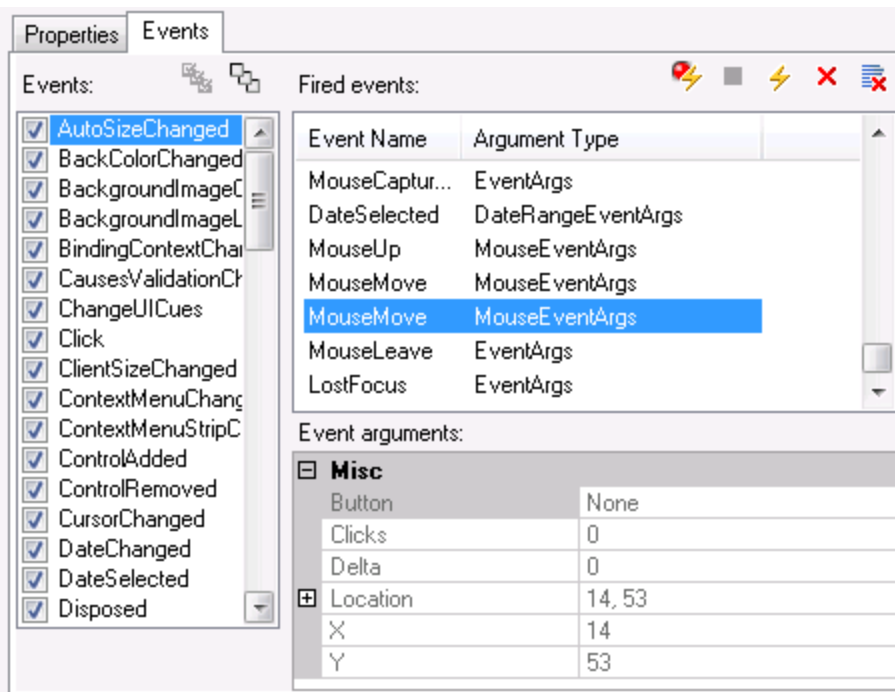 Properties Events
Events:
AutoSizeChanged
BackColorChanged
BackgroundImageC
BackgroundImageL
BindingContextChar
CausesValidationCh
ChangeUICues
Click
ClientSizeChanged
ContextMenuChang
ContextMenuStripC
ControlAdded
ControlRemoved
CursorChanged
DateChanged
DateSelected
Disposed
Fired events:
Event Name Argument Type
MouseCaptur... EventArgs
DateSelected DateRangeEventArgs
MouseUp MouseEventArgs
MouseMove MouseEventArgs
MouseMove MouseEventArgs
MouseLeave EventArgs
LostFocus EventArgs
Event arguments:
Misc
Button None
Clicks 0
Delta 0
Location 14, 53
X 14
Y 53